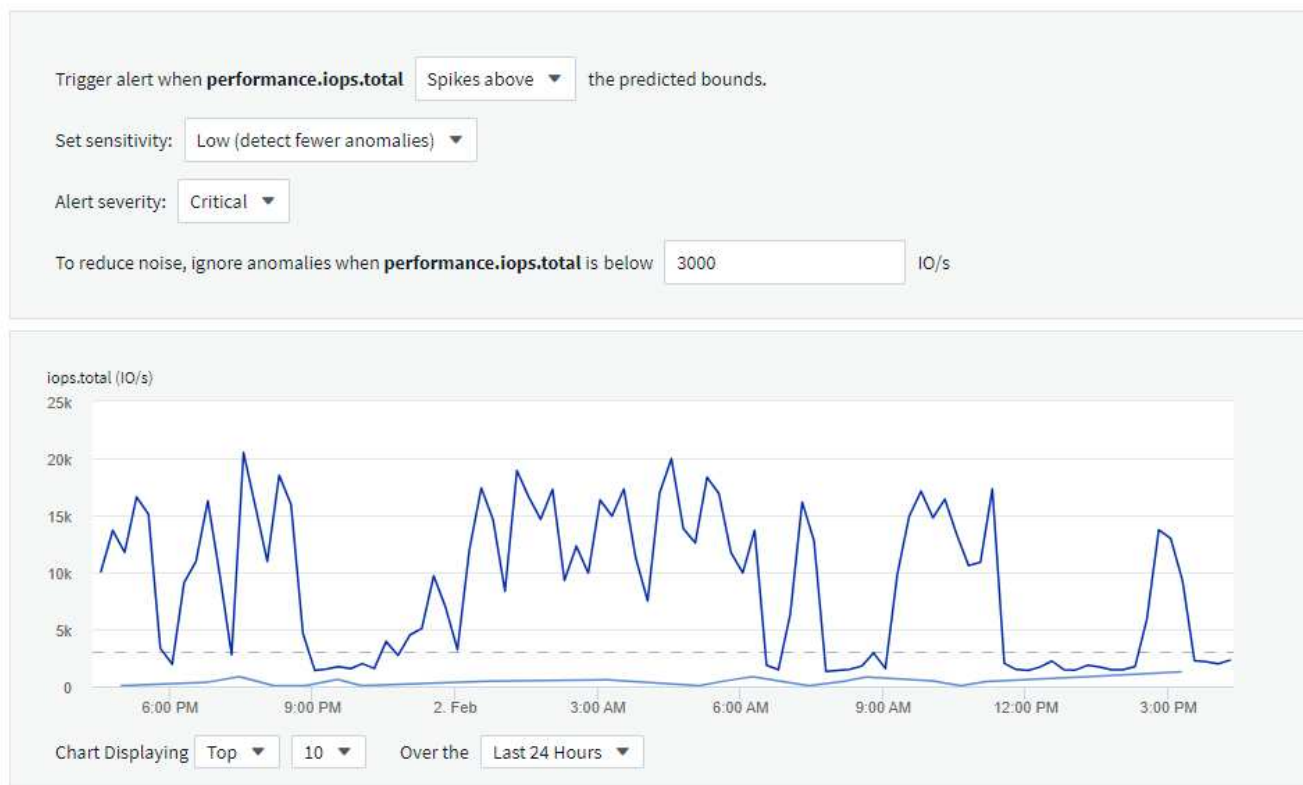 Trigger alert when performance.iops.total Spikes above the predicted bounds.
Set sensitivity: Low (detect fewer anomalies)
Alert severity: Critical
To reduce noise, ignore anomalies when performance.iops.total is below 3000 IO/s
iops.total (IO/s)
25k
20k
15k
10k
5k
0
6:00 PM 9:00 PM 2. Feb 3:00 AM 6:00 AM 9:00 AM 12:00 PM 3:00 PM
Chart Displaying Top 10 Over the Last 24 Hours